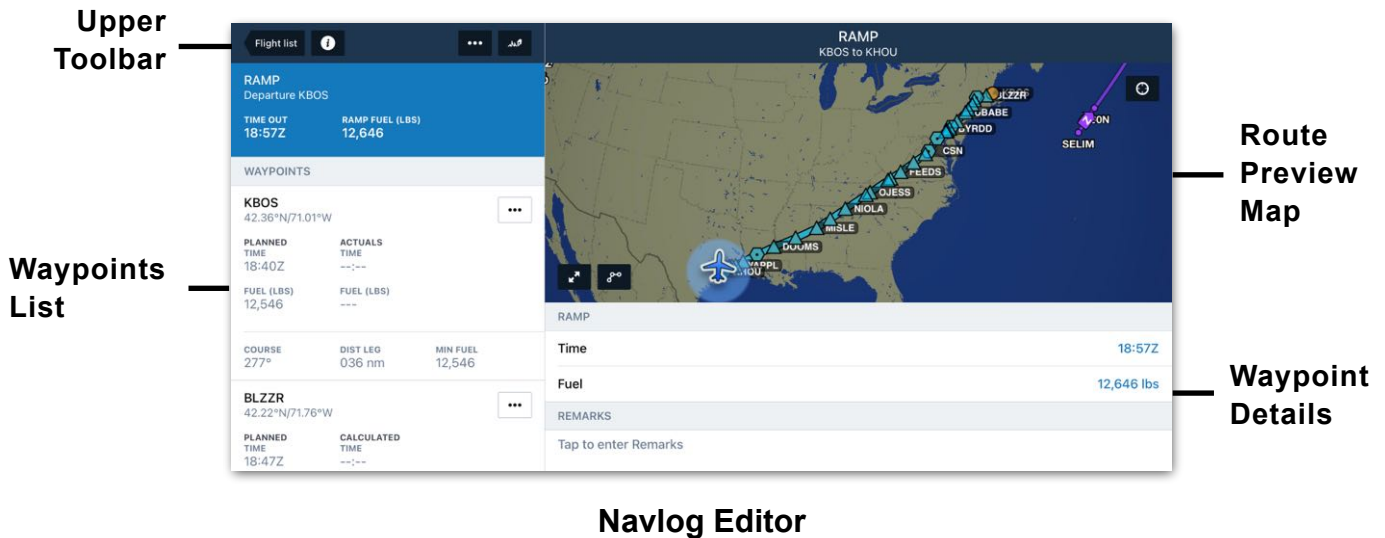 Upper
Toolbar
Flight list
RAMP
KBOS to KHOU
RAMP
Departure KBOS
TIME OUT RAMP FUEL (LBS)
18:57Z 12,646
WAYPOINTS
KBOS
42.36°N/71.01°W
PLANNED ACTUALS
TIME TIME
18:40Z --:--
FUEL (LBS) FUEL (LBS)
12,546 ---
COURSE DIST LEG MIN FUEL
277° 036 nm 12,546
BLZZR
42.22°N/71.76°W
PLANNED CALCULATED
TIME TIME
18:47Z --:--
BLZZR
SELIM
CSN
FEEDS
OJESS
NIOLA
MISLE
DOOMS
RAMP
Time 18:57Z
Fuel 12,646 lbs
REMARKS
Tap to enter Remarks
Waypoints
List
Route
Preview
Map
Waypoint
Details
Navlog Editor